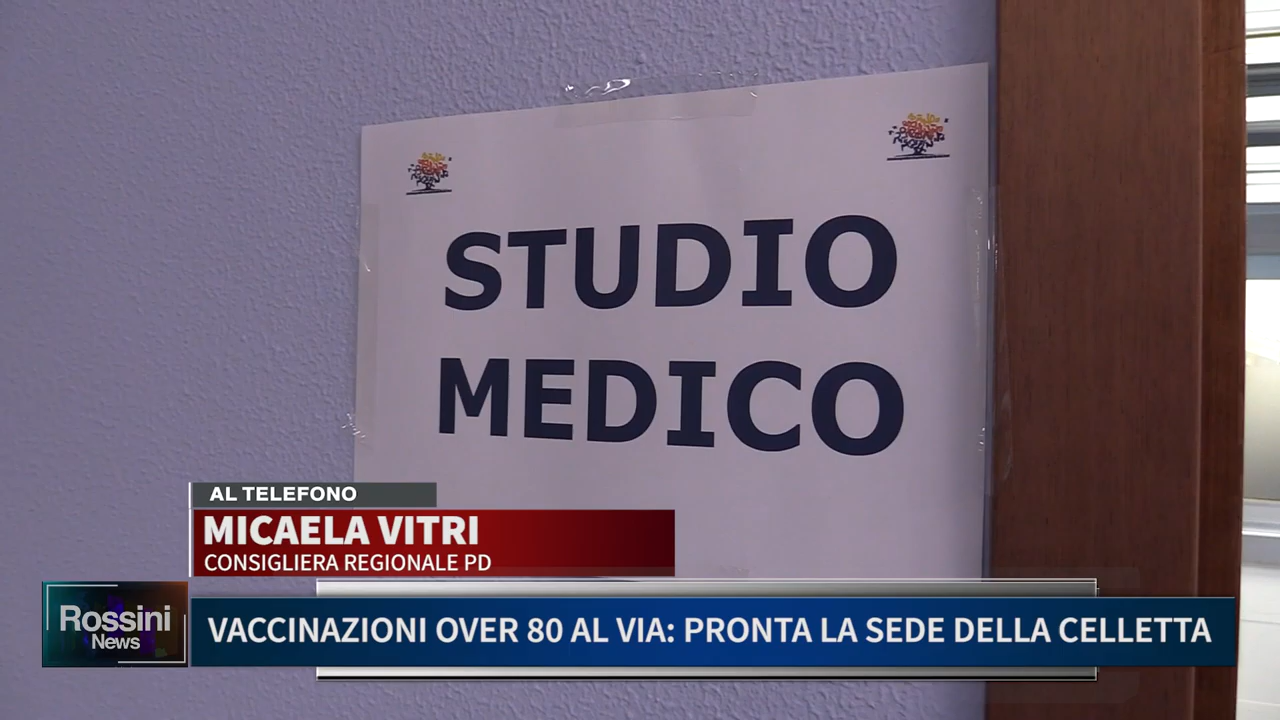 STUDIO
MEDICO
AL TELEFONO
MICAELA VITRI
CONSIGLIERA REGIONALE PD
Rossini
News
VACCINAZIONI OVER 80 AL VIA: PRONTA LA SEDE DELLA CELLETTA